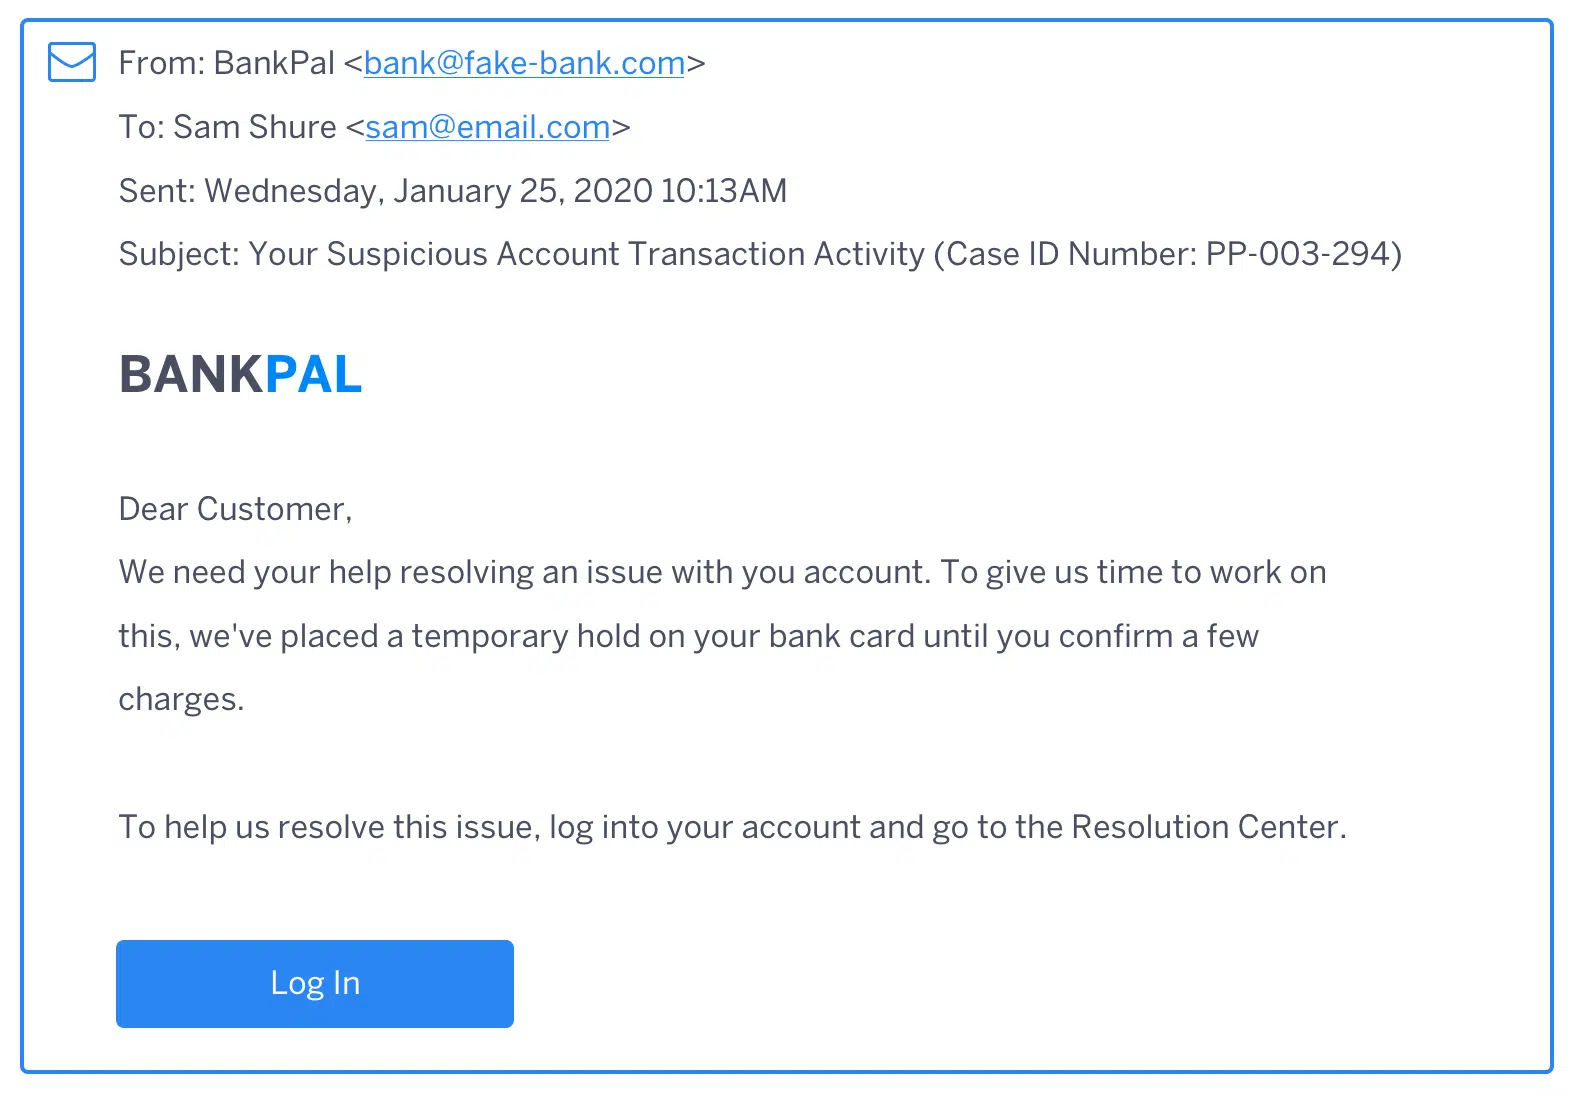 From: BankPal <bank@fake-bank.com>
To: Sam Shure <sam@email.com>
Sent: Wednesday, January 25, 2020 10:13AM
Subject: Your Suspicious Account Transaction Activity (Case ID Number: PP-003-294)
BANKPAL
Dear Customer,
We need your help resolving an issue with you account. To give us time to work on
this, we've placed a temporary hold on your bank card until you confirm a few
charges.
To help us resolve this issue, log into your account and go to the Resolution Center.
Log In